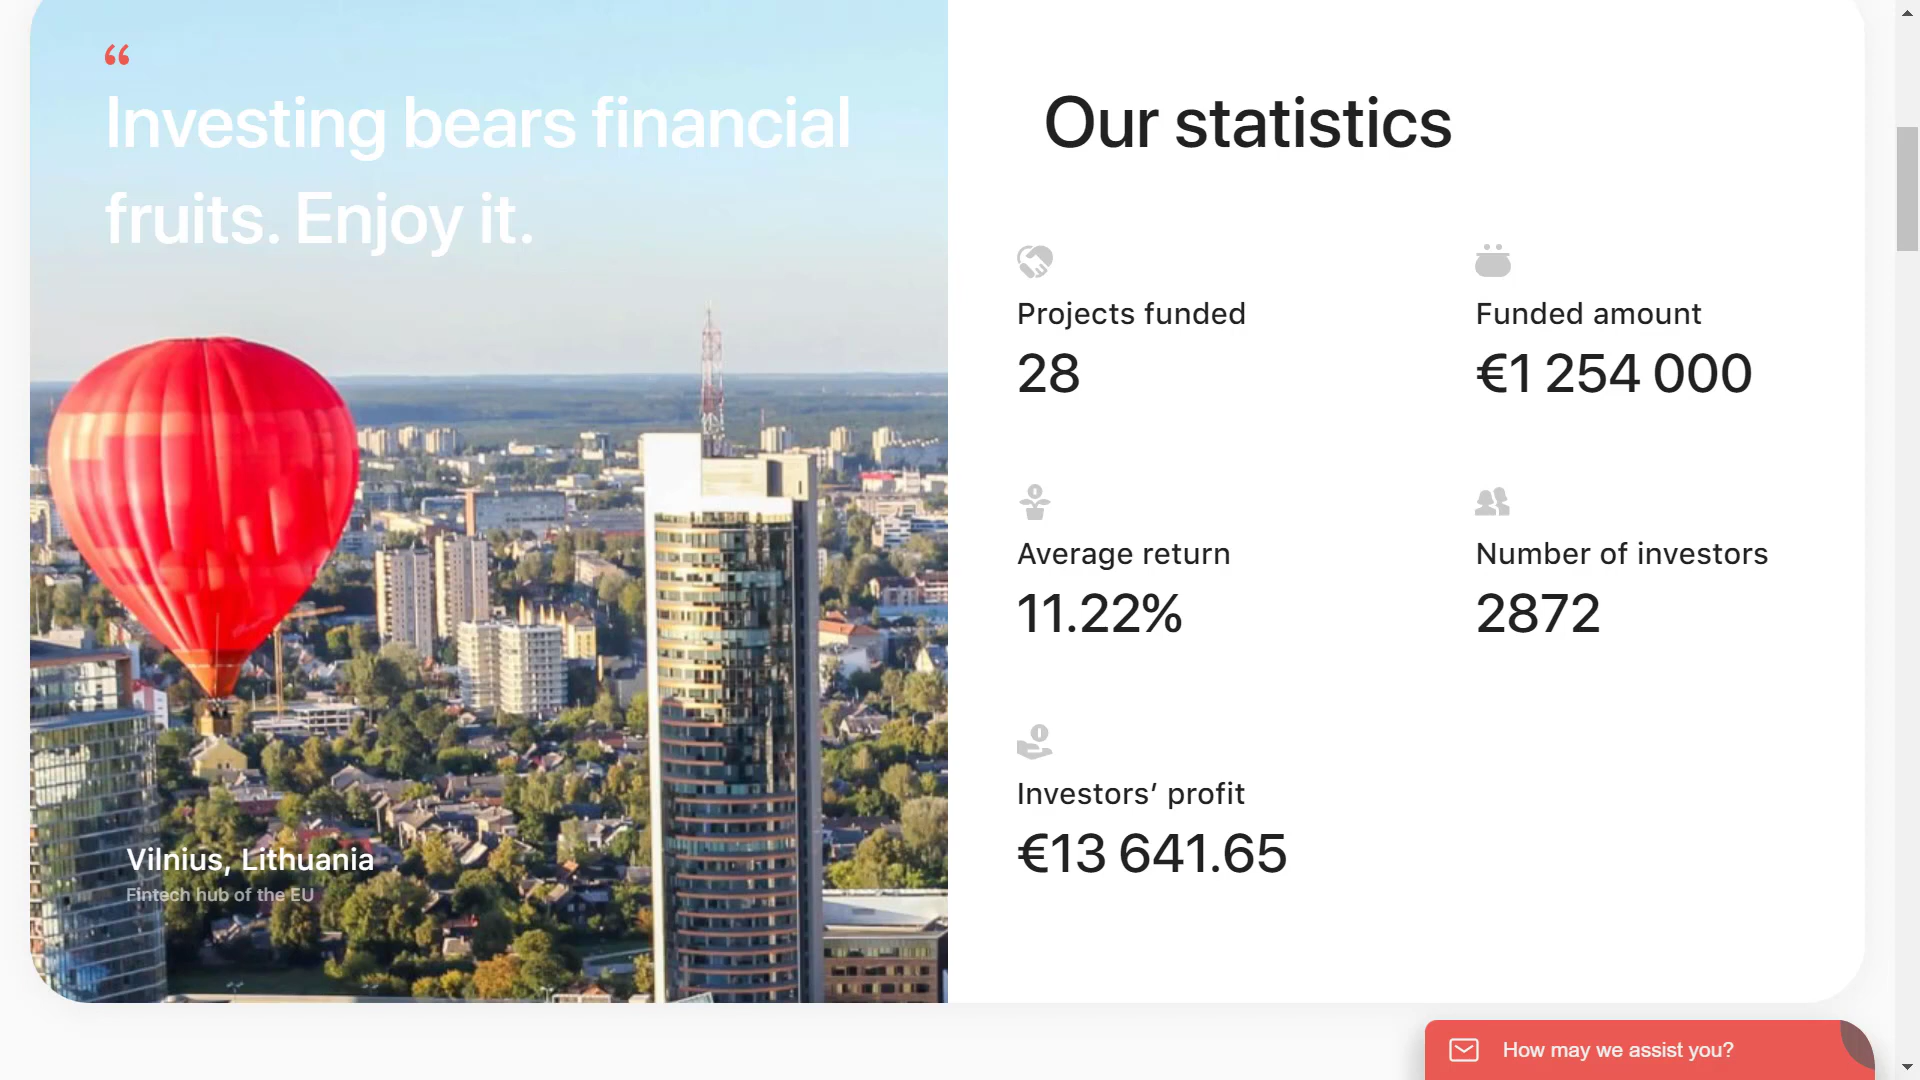 “
Investing bears financial
fruits. Enjoy it.
Vilnius, Lithuania
Fintech hub of the EU
Our statistics
Projects funded
28
Funded amount
€1 254 000
Average return
11.22%
Number of investors
2872
Investors’ profit
€13 641.65
How may we assist you?